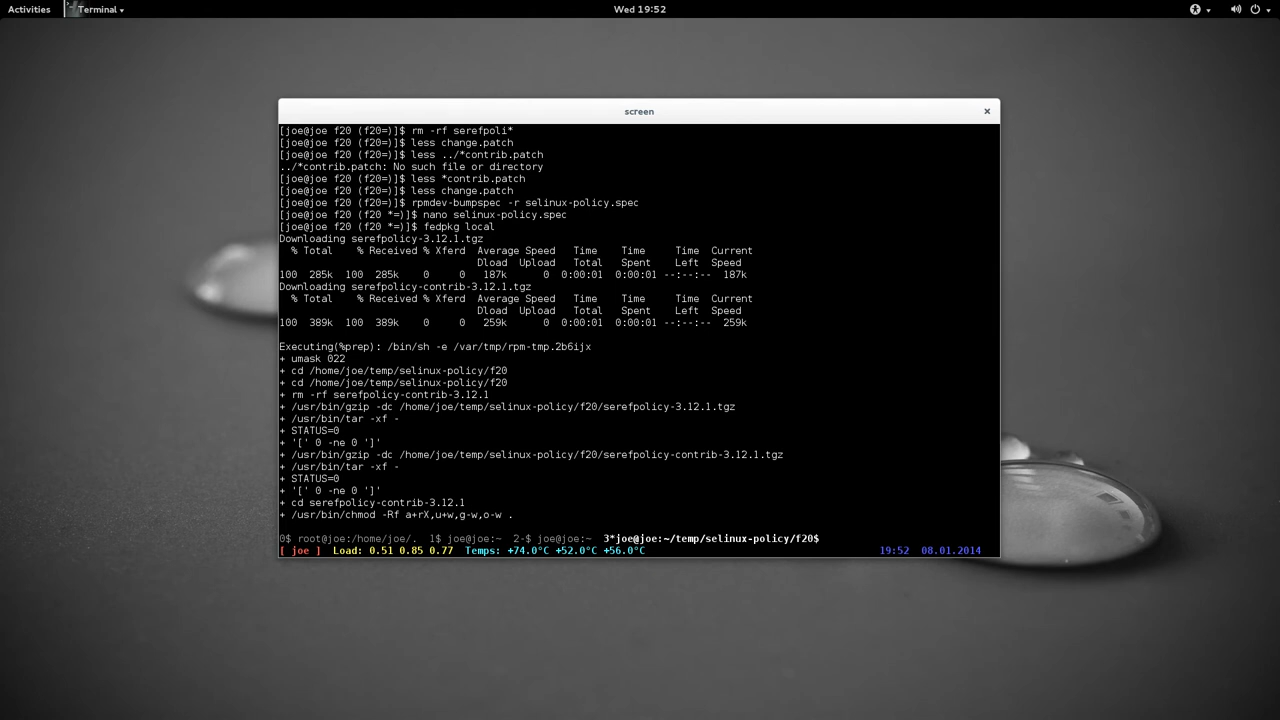 Activities Terminal Wed 19:52
screen
[joe@joe f20 (f20=)]$ rm -rf serefpoli*
[joe@joe f20 (f20=)]$ less change.patch
[joe@joe f20 (f20=)]$ less ../*contrib.patch
../*contrib.patch: No such file or directory
[joe@joe f20 (f20=)]$ less *contrib.patch
[joe@joe f20 (f20=)]$ less change.patch
[joe@joe f20 (f20=)]$ rpmdev-bumpspec -r selinux-policy.spec
[joe@joe f20 (f20 *=)]$ nano selinux-policy.spec
[joe@joe f20 (f20 *=)]$ fedpkg local
Downloading serefpolicy-3.12.1.tgz
% Total % Received % Xferd Average Speed Time Time Time Current
Dload Upload Total Spent Left Speed
100 285k 100 285k 0 0 187k 0 0:00:01 0:00:01 --:--:-- 187k
Downloading serefpolicy-contrib-3.12.1.tgz
% Total % Received % Xferd Average Speed Time Time Time Current
Dload Upload Total Spent Left Speed
100 389k 100 389k 0 0 259k 0 0:00:01 0:00:01 --:--:-- 259k
Executing(%prep): /bin/sh -e /var/tmp/rpm-tmp.2b6ijx
+ umask 022
+ cd /home/joe/temp/selinux-policy/f20
+ cd /home/joe/temp/selinux-policy/f20
+ rm -rf serefpolicy-contrib-3.12.1
+ /usr/bin/gzip -dc /home/joe/temp/selinux-policy/f20/serefpolicy-3.12.1.tgz
+ /usr/bin/tar -xf -
+ STATUS=0
+ '[' 0 -ne 0 ']'
+ /usr/bin/gzip -dc /home/joe/temp/selinux-policy/f20/serefpolicy-contrib-3.12.1.tgz
+ /usr/bin/tar -xf -
+ STATUS=0
+ '[' 0 -ne 0 ']'
+ cd serefpolicy-contrib-3.12.1
+ /usr/bin/chmod -Rf a+rX,u+w,g-w,o-w .
0$ root@joe:/home/joe/. 1$ joe@joe:~ 2-$ joe@joe:~ 3*joe@joe:~/temp/selinux-policy/f20$
[ joe ] Load: 0.51 0.85 0.77 Temps: +74.0°C +52.0°C +56.0°C 19:52 08.01.2014